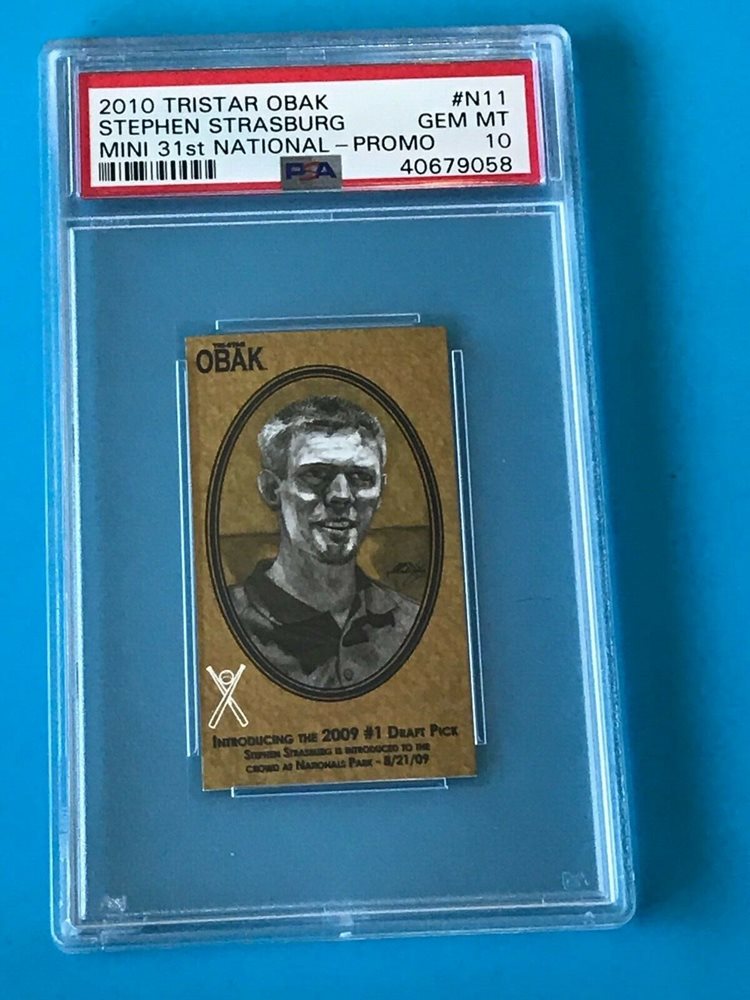 2010 TRISTAR OBAK #N11
STEPHEN STRASBURG GEM MT
MINI 31st NATIONAL-PROMO 10
PSA 40679058
TRISTAR
OBAK
INTRODUCING THE 2009 #1 DRAFT PICK
STEPHEN STRASBURG IS INTRODUCED TO THE
CROWD AT NATIONALS PARK - 8/21/09